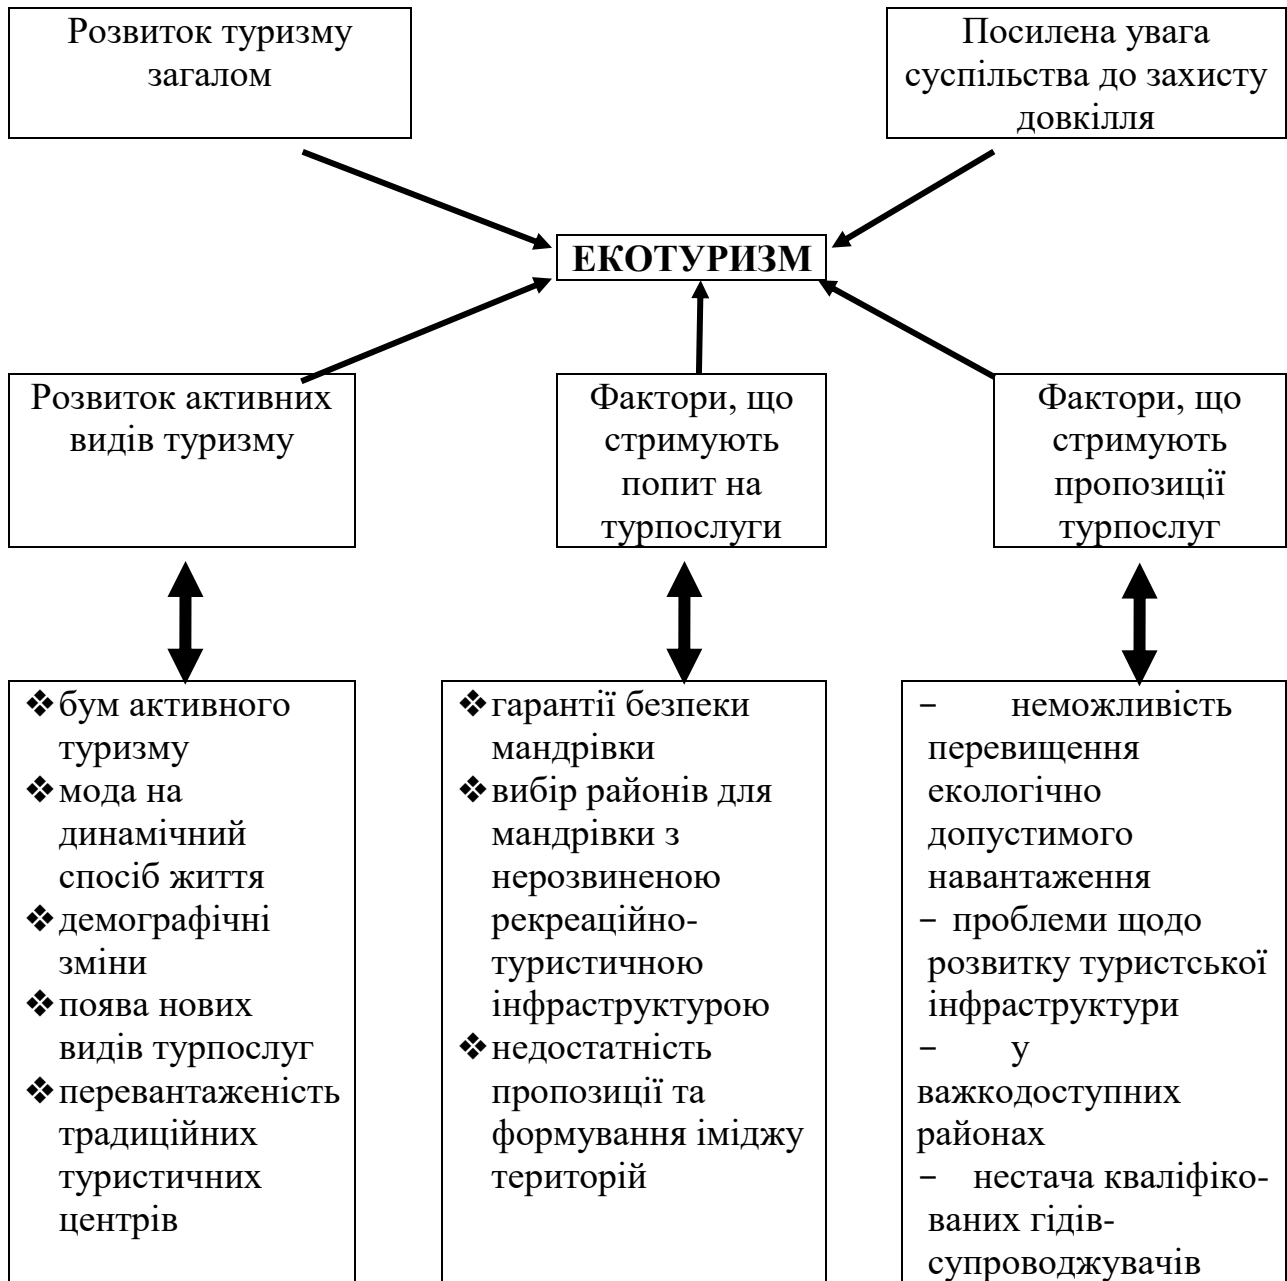 Розвиток туризму
загалом
Посилена увага
суспільства до захисту
довкілля
ЕКОТУРИЗМ
Розвиток активних
видів туризму
Фактори, що
стримують
попит на
турпослуги
Фактори, що
стримують
пропозиції
турпослуг
❖ бум активного
туризму
❖ мода на
динамічний
спосіб життя
❖ демографічні
зміни
❖ поява нових
видів турпослуг
❖ перевантаженість
традиційних
туристичних
центрів
❖ гарантії безпеки
мандрівки
❖ вибір районів для
мандрівки з
нерозвиненою
рекреаційно-
туристичною
інфраструктурою
❖ недостатність
пропозиції та
формування іміджу
територій
− неможливість
перевищення
екологічно
допустимого
навантаження
− проблеми щодо
розвитку туристської
інфраструктури
− у
важкодоступних
районах
− нестача кваліфіко-
ваних гідів-
супроводжувачів